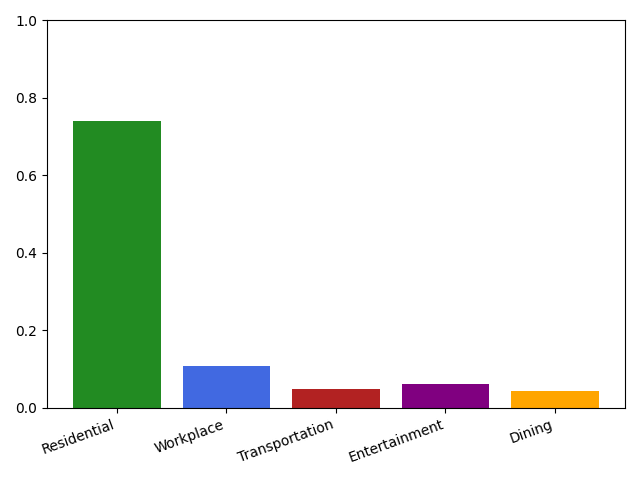 1.0
0.8
0.6
0.4
0.2
0.0
Residential
Workplace
Transportation
Entertainment
Dining